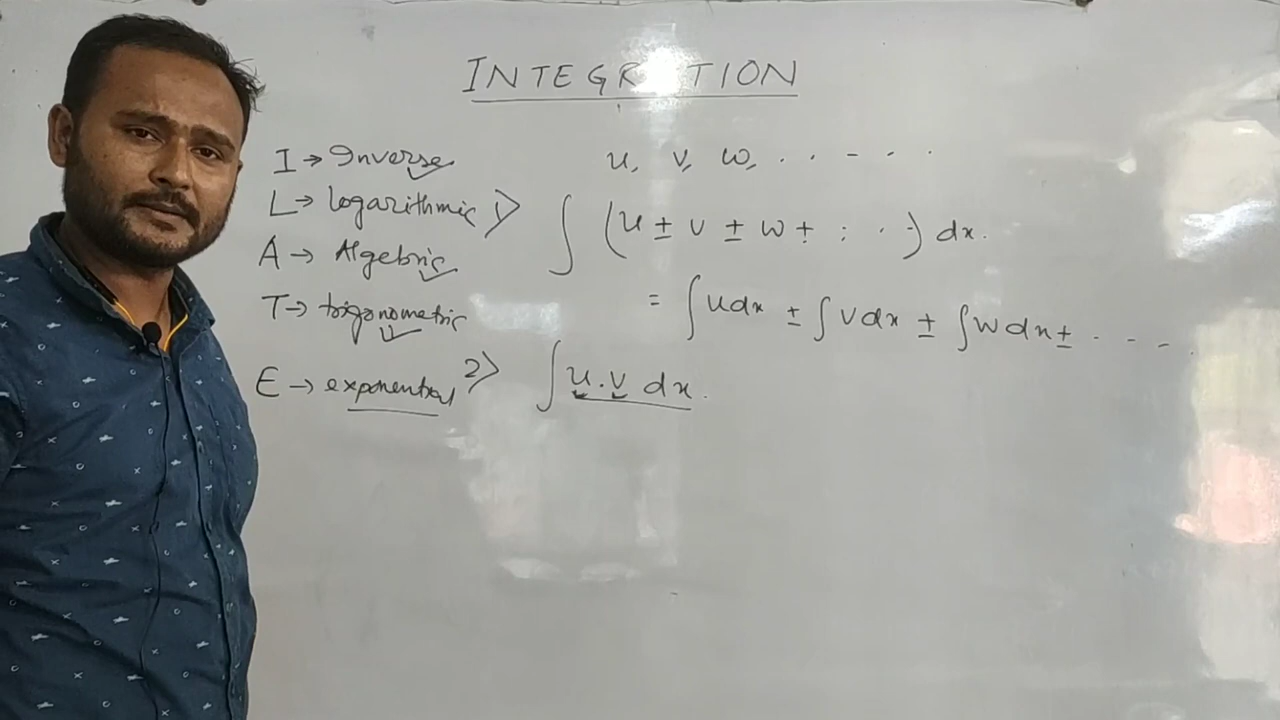 INTEGRATION
I → Inverse
L → logarithmic
A → Algebric
T → trigonometric
E → exponential
u, v, w, . . - - . .
1> ∫ (u ± v ± w ± : . .) dx.
= ∫ u dx ± ∫ v dx ± ∫ w dx ± . - - - .
2> ∫ u.v dx.